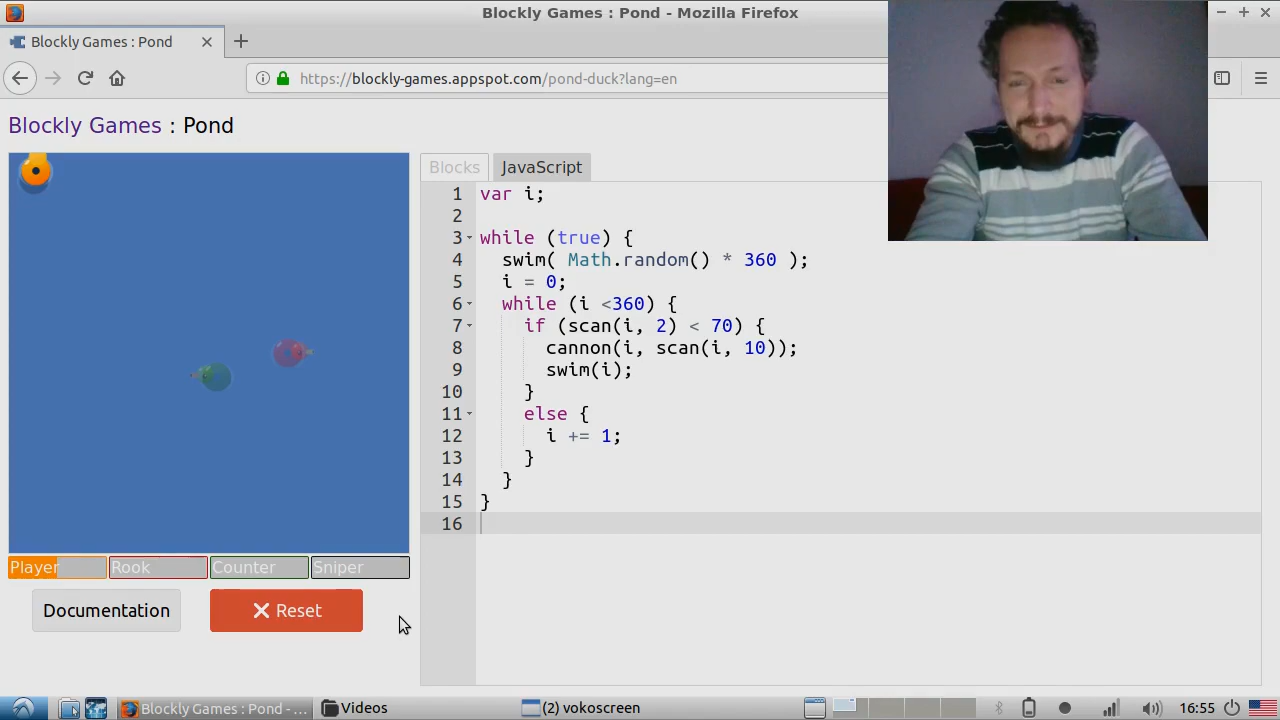 Blockly Games : Pond - Mozilla Firefox
Blockly Games : Pond
https://blockly-games.appspot.com/pond-duck?lang=en
Blockly Games : Pond
Blocks JavaScript
1 var i;
2
3 while (true) {
4 swim( Math.random() * 360 );
5 i = 0;
6 while (i <360) {
7 if (scan(i, 2) < 70) {
8 cannon(i, scan(i, 10));
9 swim(i);
10 }
11 else {
12 i += 1;
13 }
14 }
15 }
16
Player Rook Counter Sniper
Documentation Reset
Blockly Games : Pond - ... Videos (2) vokoscreen 16:55